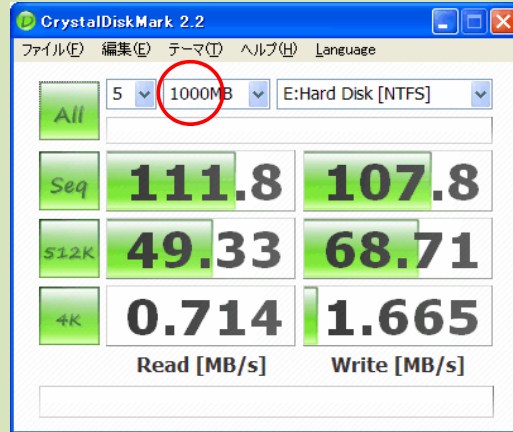 CrystalDiskMark 2.2
ファイル(F) 編集(E) テーマ(T) ヘルプ(H) Language
All 5 1000MB E:Hard Disk [NTFS]
Seq 111.8 107.8
512K 49.33 68.71
4K 0.714 1.665
Read [MB/s] Write [MB/s]